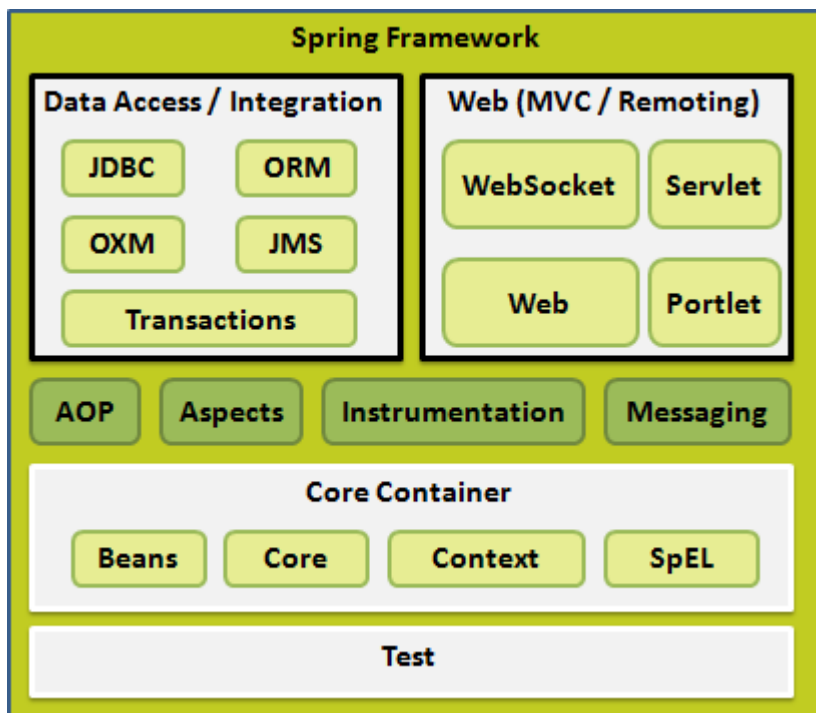 Spring Framework
Data Access / Integration
JDBC
ORM
OXM
JMS
Transactions
Web (MVC / Remoting)
WebSocket
Servlet
Web
Portlet
AOP
Aspects
Instrumentation
Messaging
Core Container
Beans
Core
Context
SpEL
Test